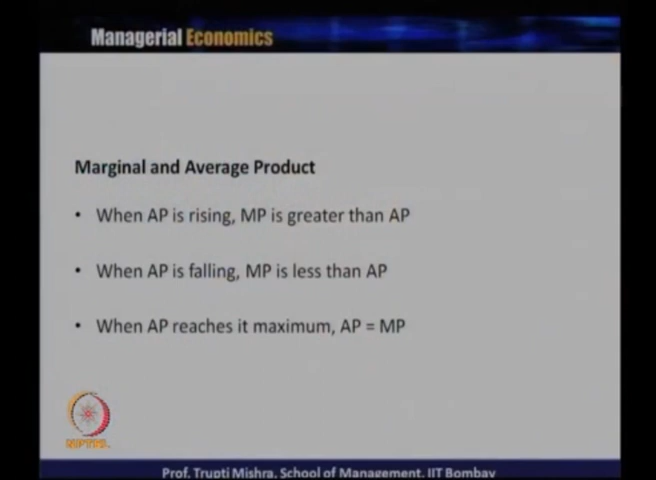 Managerial Economics
Marginal and Average Product
• When AP is rising, MP is greater than AP
• When AP is falling, MP is less than AP
• When AP reaches it maximum, AP = MP
NPTEL
Prof. Trupti Mishra, School of Management, IIT Bombay